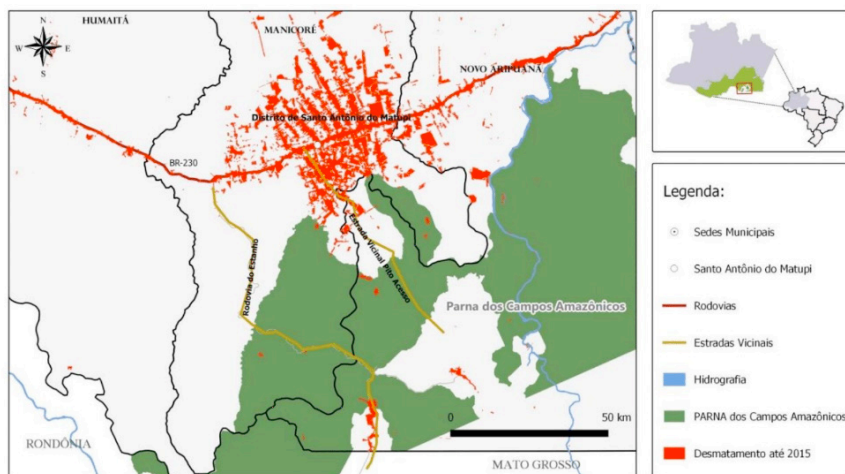 HUMAITÁ
MANICORÉ
N
W E
S
NOVO ARIPUANÃ
Distrito de Santo Antônio do Matupi
BR-230
Rodovia do Estanho
Estrada Vicinal Pito Acesso
Parna dos Campos Amazônicos
0 50 km
RONDÔNIA
MATO GROSSO
Legenda:
Sedes Municipais
Santo Antônio do Matupi
Rodovias
Estradas Vicinais
Hidrografia
PARNA dos Campos Amazônicos
Desmatamento até 2015